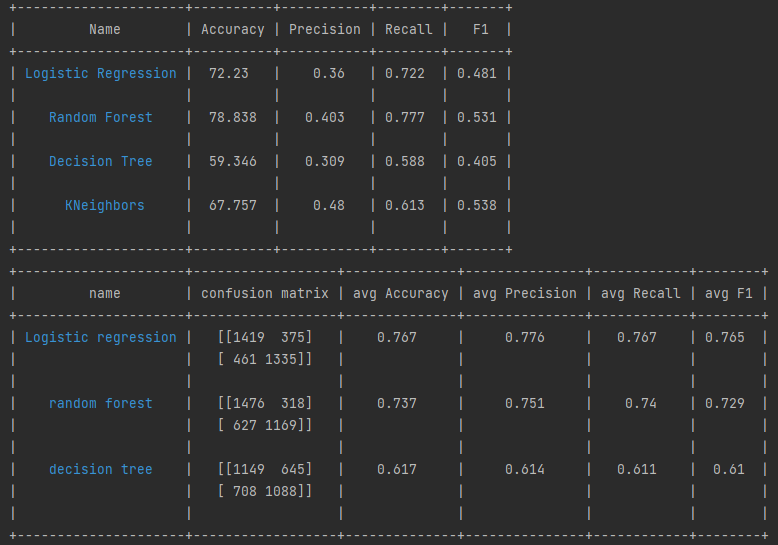 +---------------------+----------+-----------+--------+-------+
|         Name        | Accuracy | Precision | Recall |   F1  |
+---------------------+----------+-----------+--------+-------+
| Logistic Regression |  72.23   |    0.36   | 0.722  | 0.481 |
|                     |          |           |        |       |
|    Random Forest    |  78.838  |   0.403   | 0.777  | 0.531 |
|                     |          |           |        |       |
|    Decision Tree    |  59.346  |   0.309   | 0.588  | 0.405 |
|                     |          |           |        |       |
|      KNeighbors     |  67.757  |    0.48   | 0.613  | 0.538 |
|                     |          |           |        |       |
+---------------------+----------+-----------+--------+-------+
+---------------------+------------------+--------------+---------------+------------+--------+
|         name        | confusion matrix | avg Accuracy | avg Precision | avg Recall | avg F1 |
+---------------------+------------------+--------------+---------------+------------+--------+
| Logistic regression |   [[1419  375]   |    0.767     |     0.776     |   0.767    | 0.765  |
|                     |   [ 461 1335]]   |              |               |            |        |
|                     |                  |              |               |            |        |
|    random forest    |   [[1476  318]   |    0.737     |     0.751     |    0.74    | 0.729  |
|                     |   [ 627 1169]]   |              |               |            |        |
|                     |                  |              |               |            |        |
|    decision tree    |   [[1149  645]   |    0.617     |     0.614     |   0.611    |  0.61  |
|                     |   [ 708 1088]]   |              |               |            |        |
|                     |                  |              |               |            |        |
+---------------------+------------------+--------------+---------------+------------+--------+